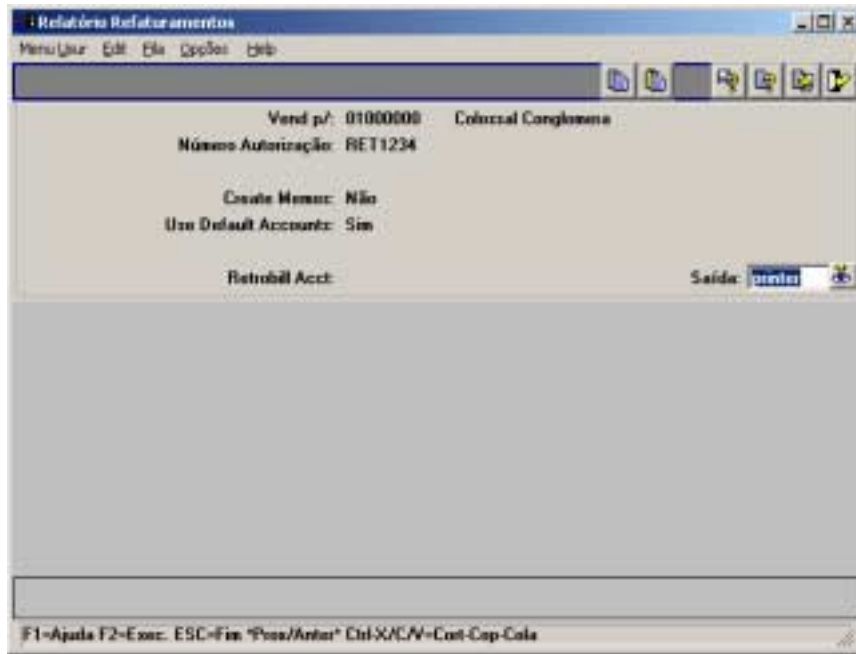 Relatório Refaturamentos
Menu Usur Edit Fila Opções Help
Vend p/: 01000000 Colossal Conglomera
Número Autorização: RET1234
Create Memos: Não
Use Default Accounts: Sim
Retrobill Acct: Saída: printer
F1=Ajuda F2=Exec. ESC=Fim *Prox/Anter* Ctrl-X/C/V=Cort-Cop-Cola